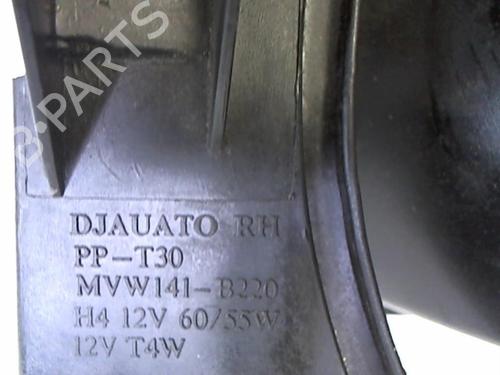 B-PARTS
DJAUATO RH
PP-T30
MVW141-B220
H4 12V 60/55W
12V T4W